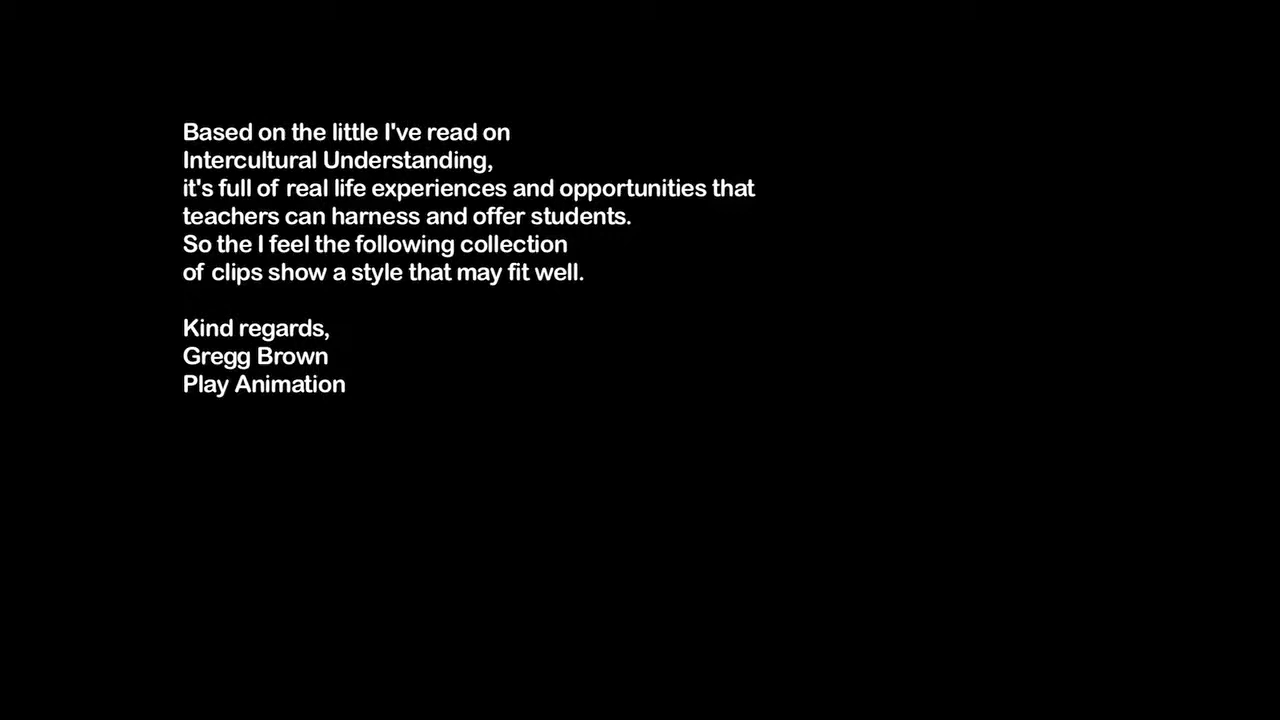 Based on the little I've read on
Intercultural Understanding,
it's full of real life experiences and opportunities that
teachers can harness and offer students.
So the I feel the following collection
of clips show a style that may fit well.
Kind regards,
Gregg Brown
Play Animation